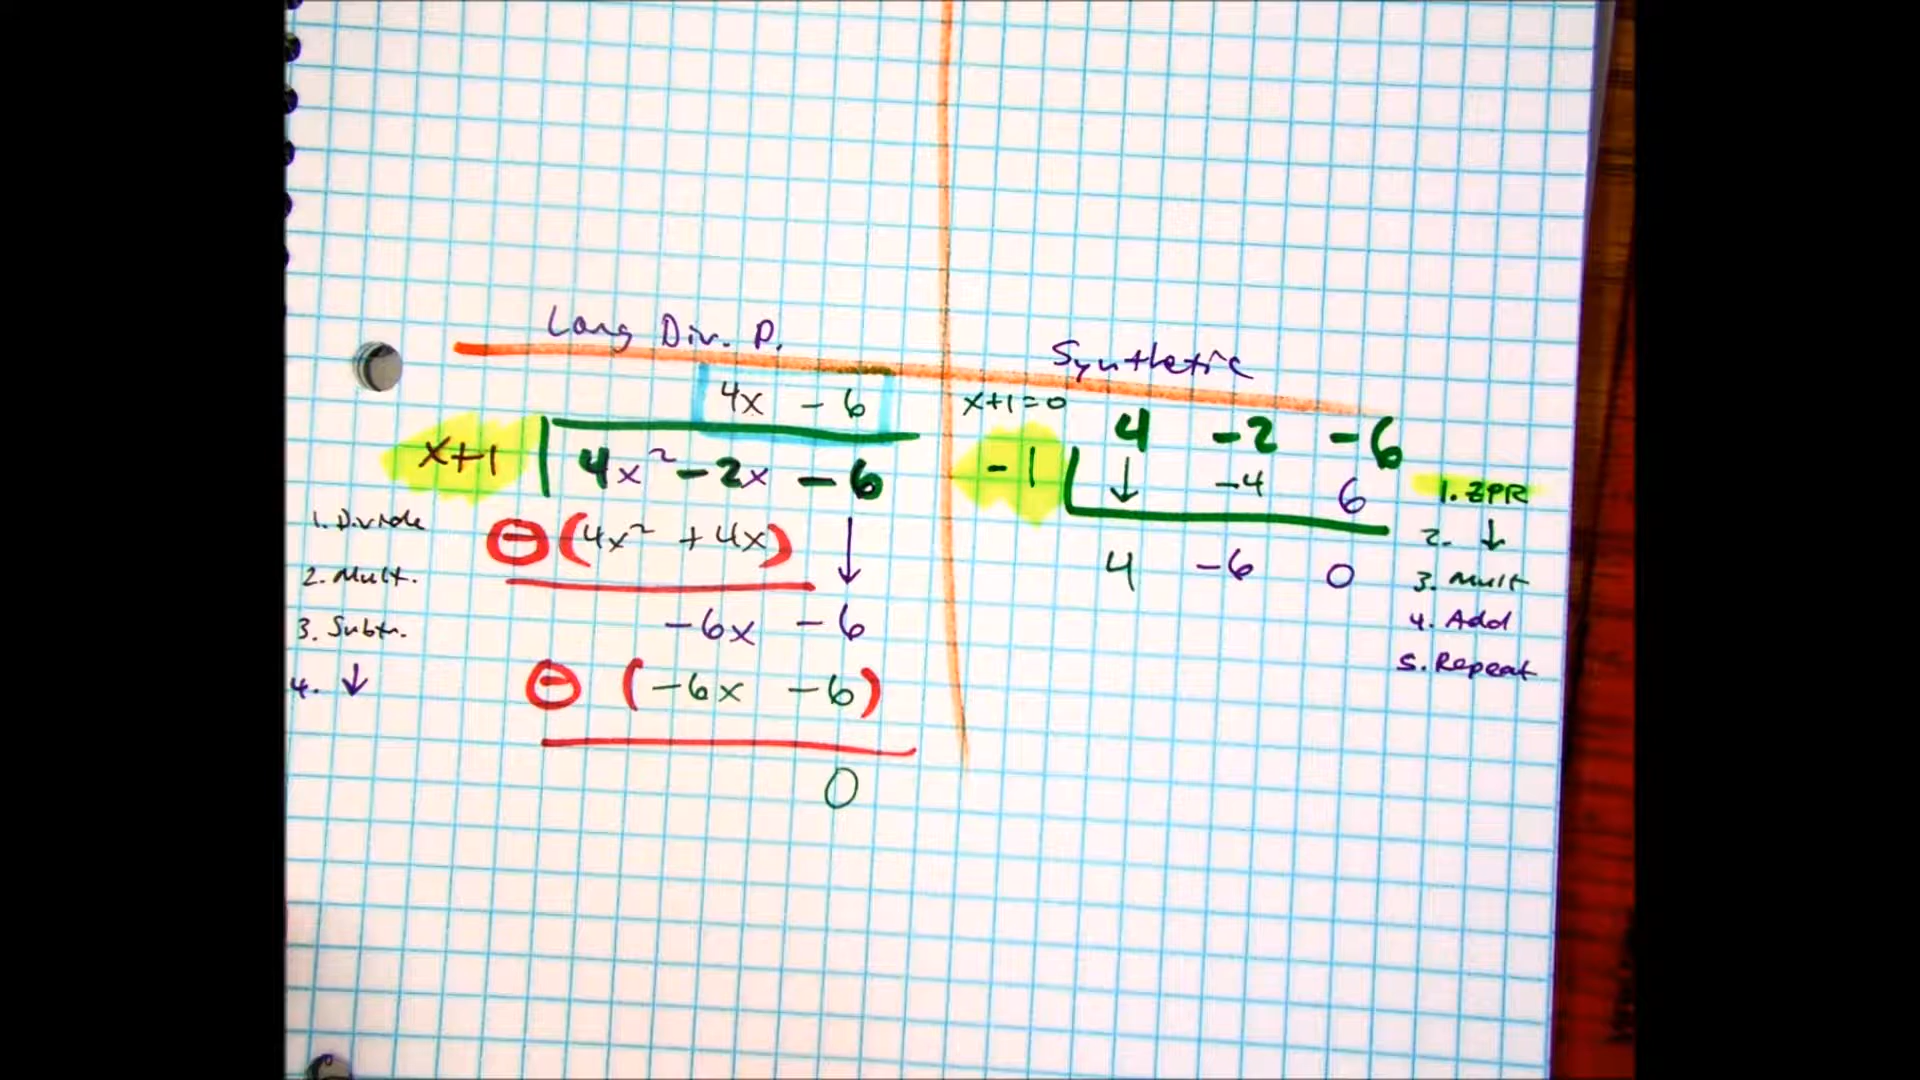 Long Div. P.
4x - 6
x+1 4x² - 2x - 6
1. Divide
⊖ (4x² + 4x) ↓
2. Mult.
3. Subtr.
-6x - 6
4. ↓
⊖ (-6x - 6)
0
Synthetic
x+1=0
4 -2 -6
-1 ↓ -4 6
4 -6 0
1. ZPR
2. ↓
3. Mult
4. Add
5. Repeat